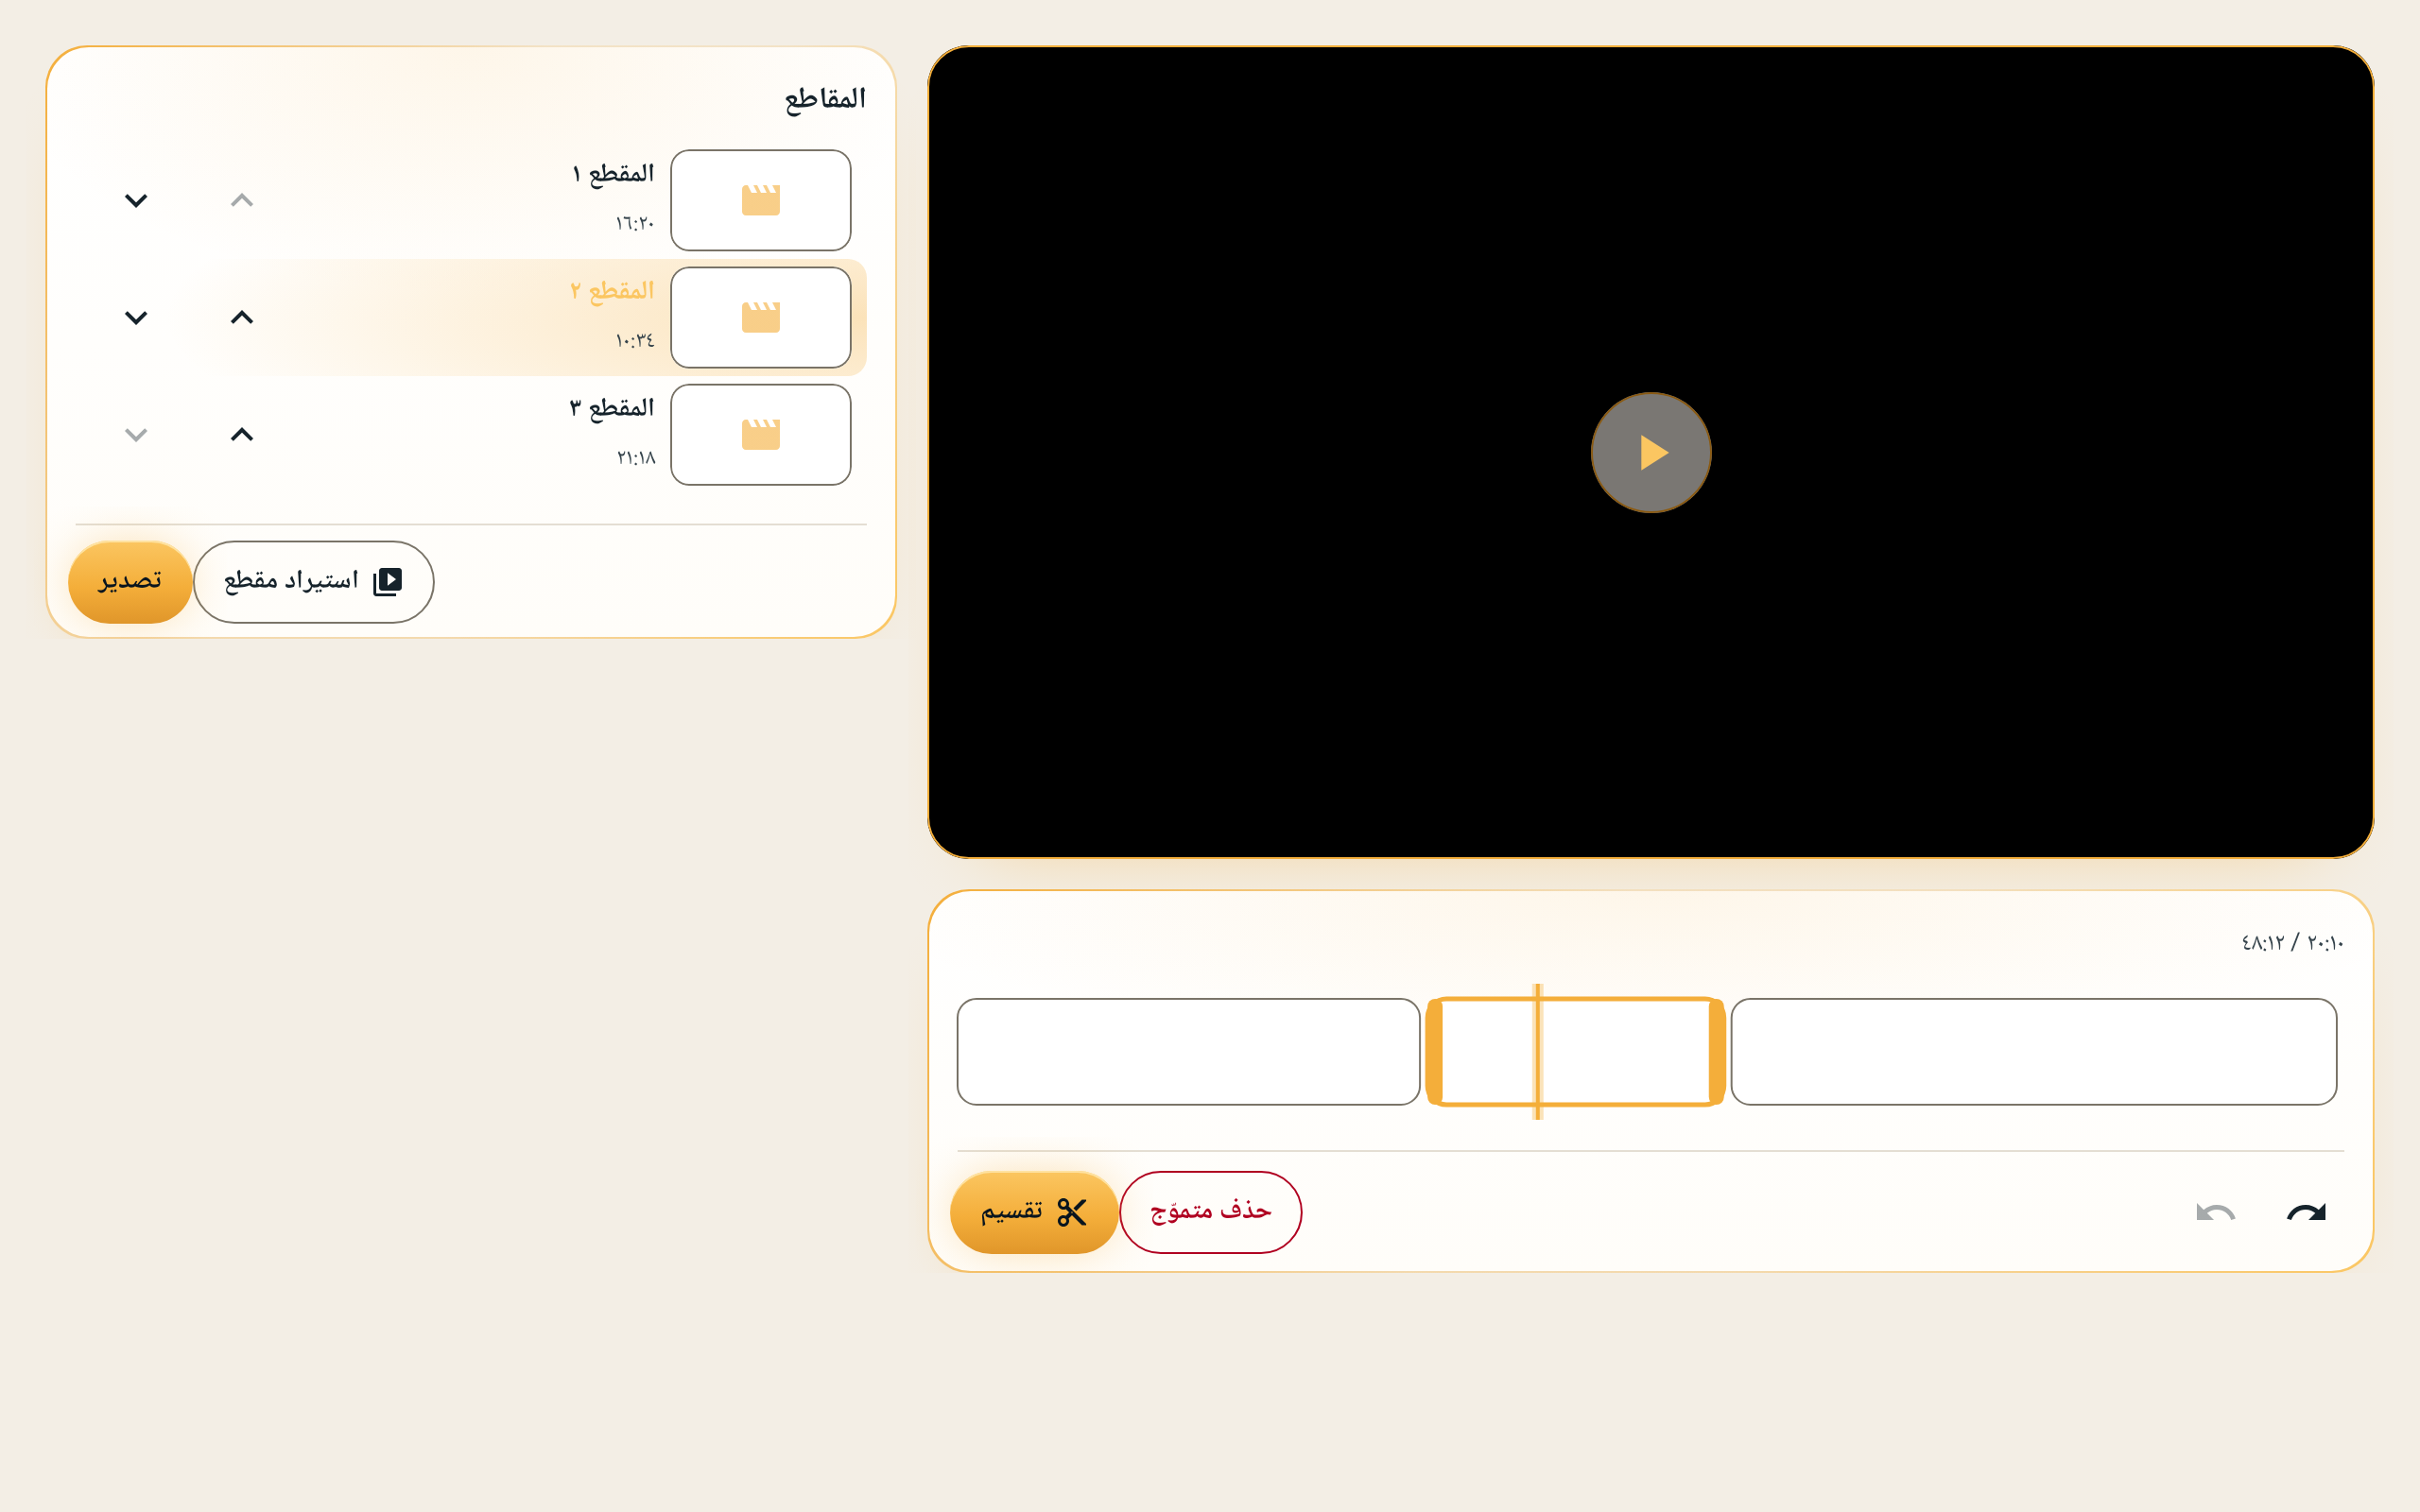 المقاطع
المقطع ١
١٦:٢٠
المقطع ٢
١٠:٣٤
المقطع ٣
٢١:١٨
استيراد مقطع
تصدير
٢٠:١٠ / ٤٨:١٢
حذف متموّج
تقسيم